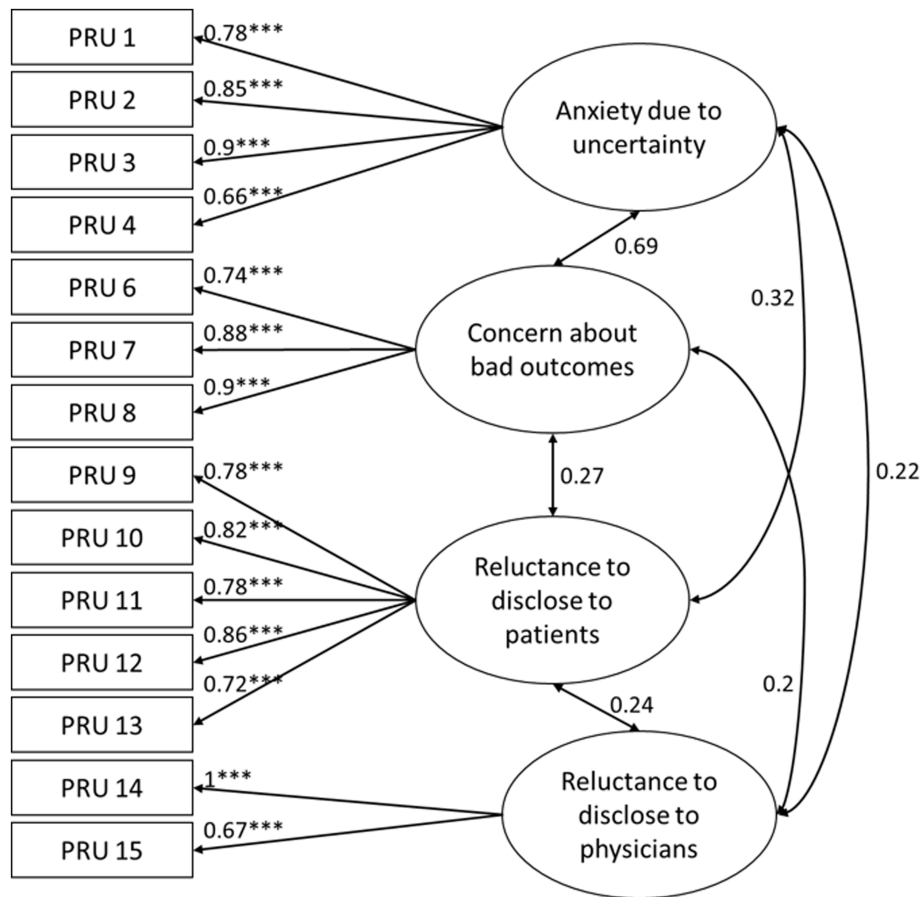 PRU 1
0.78***
PRU 2
0.85***
Anxiety due to
uncertainty
PRU 3
0.9***
PRU 4
0.66***
0.69
PRU 6
0.74***
0.32
PRU 7
0.88***
Concern about
bad outcomes
PRU 8
0.9***
PRU 9
0.78***
0.27
0.22
PRU 10
0.82***
PRU 11
0.78***
Reluctance to
disclose to
patients
PRU 12
0.86***
PRU 13
0.72***
0.2
0.24
PRU 14
1***
Reluctance to
disclose to
physicians
PRU 15
0.67***